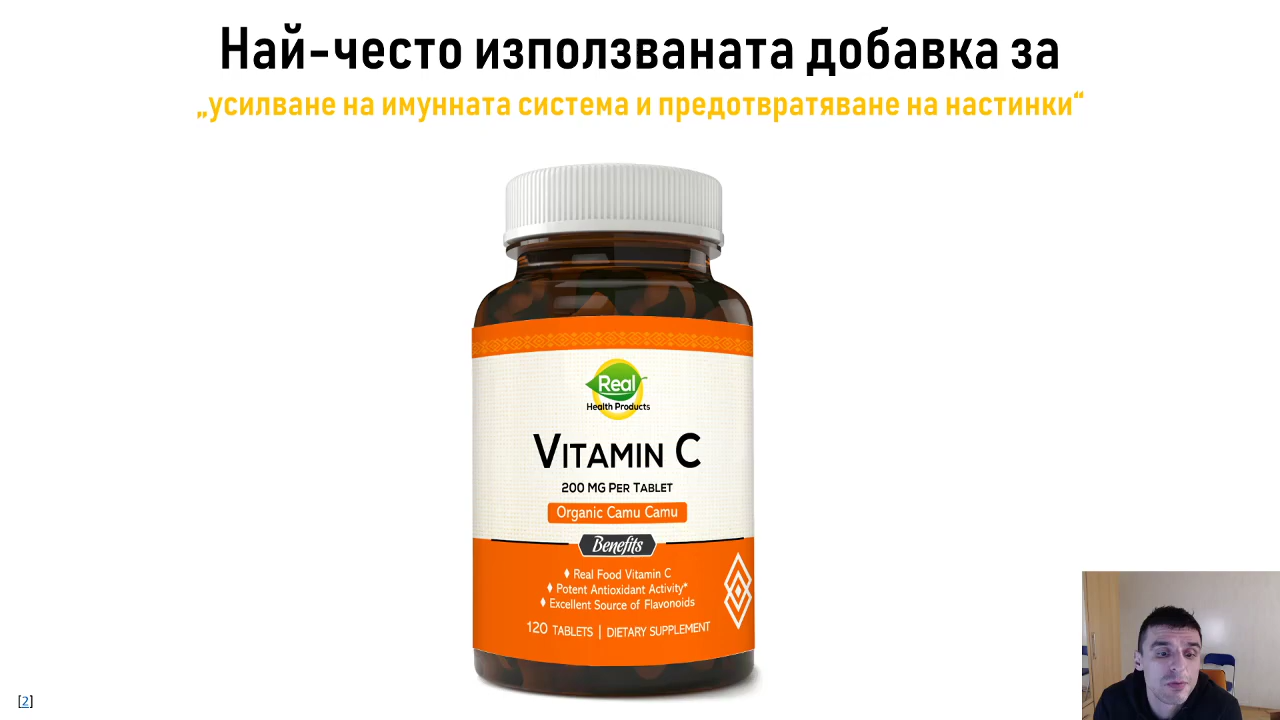 Най-често използваната добавка за
„усилване на имунната система и предотвратяване на настинки“
Real
Health Products
VITAMIN C
200 MG PER TABLET
Organic Camu Camu
Benefits
♦ Real Food Vitamin C
♦ Potent Antioxidant Activity*
♦ Excellent Source of Flavonoids
120 TABLETS | DIETARY SUPPLEMENT
[2]